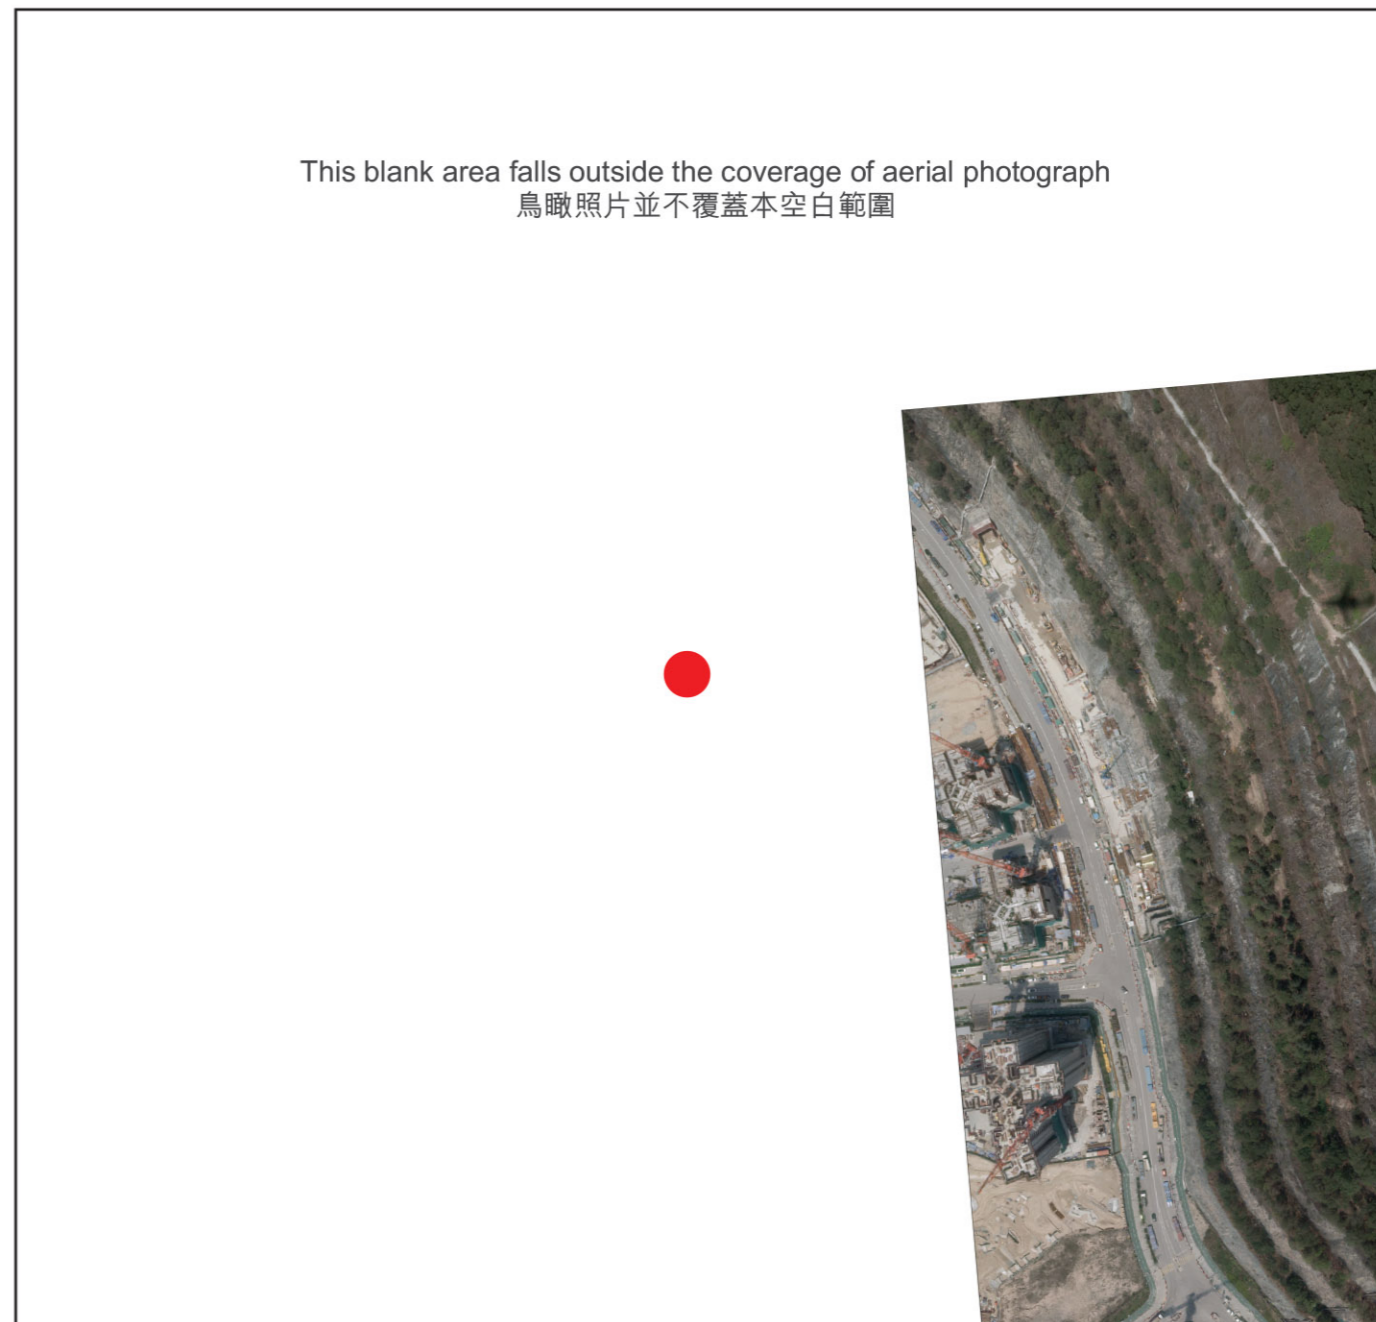 This blank area falls outside the coverage of aerial photograph
鳥瞰照片並不覆蓋本空白範圍